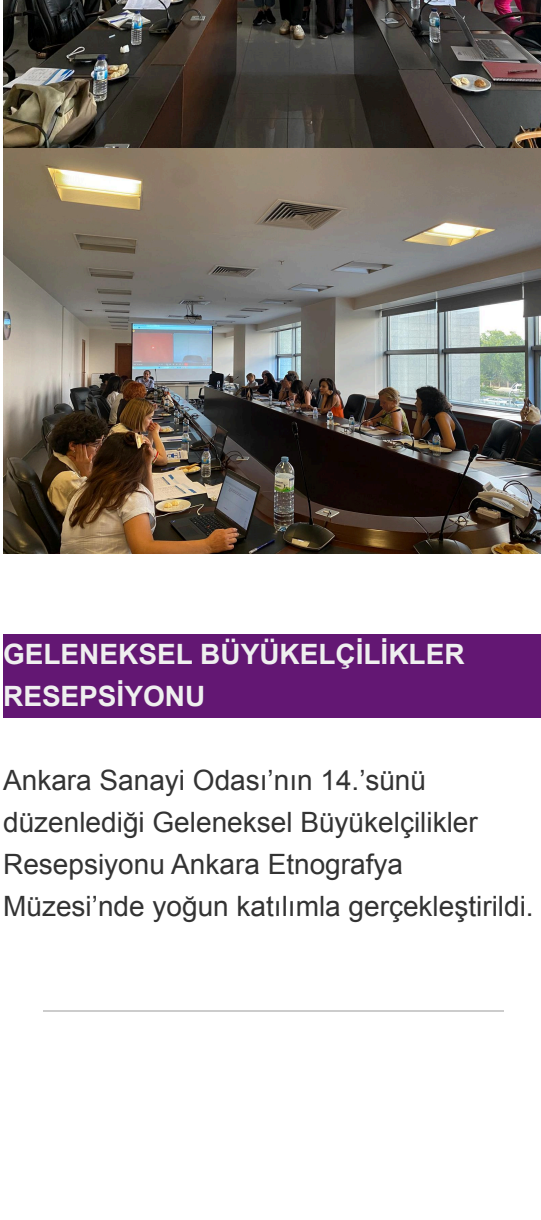 GELENEKSEL BÜYÜKELÇİLİKLER
RESEPSİYONU
Ankara Sanayi Odası’nın 14.’sünü
düzenlediği Geleneksel Büyükelçilikler
Resepsiyonu Ankara Etnografya
Müzesi’nde yoğun katılımla gerçekleştirildi.